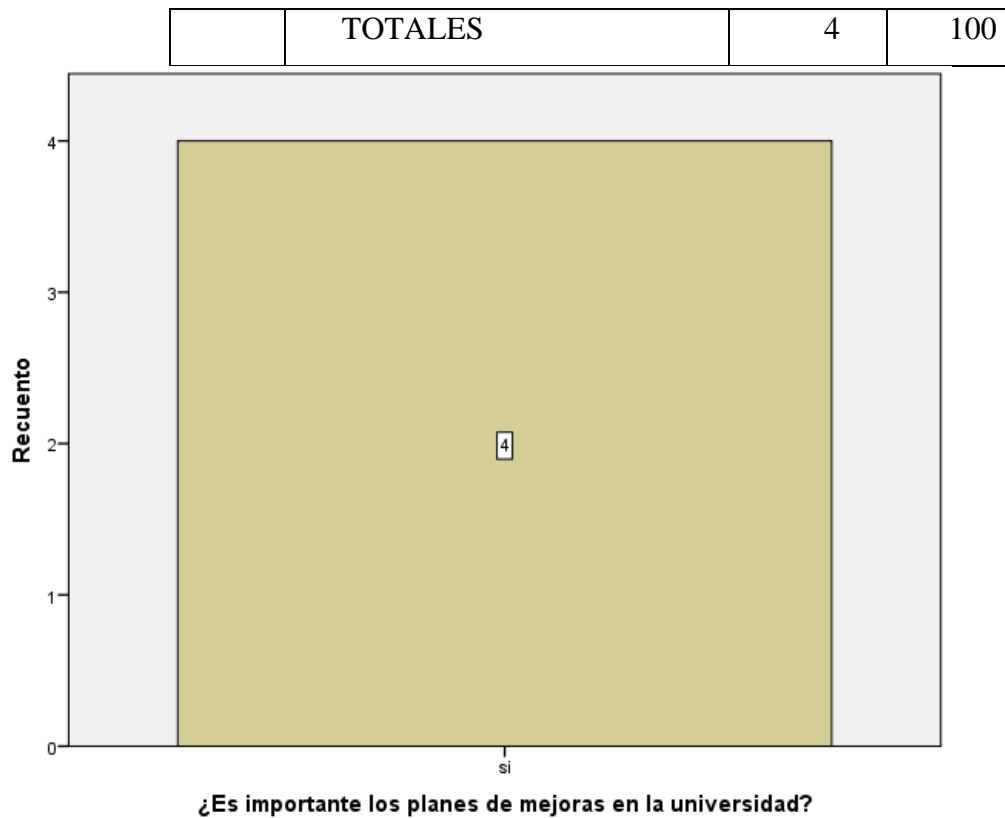 TOTALES 4 100
4
3
2
1
0
Recuento
4
si
¿Es importante los planes de mejoras en la universidad?